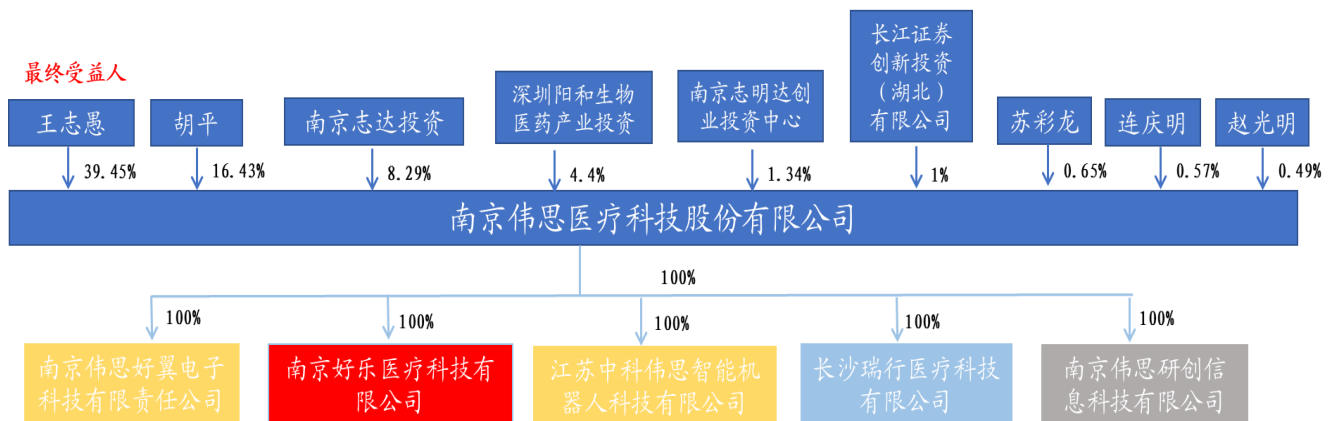 最终受益人
王志愚
胡平
南京志达投资
深圳阳和生物
医药产业投资
南京志明达创
业投资中心
长江证券
创新投资
（湖北）
有限公司
苏彩龙
连庆明
赵光明
39.45%
16.43%
8.29%
4.4%
1.34%
1%
0.65%
0.57%
0.49%
南京伟思医疗科技股份有限公司
100%
100%
100%
100%
100%
100%
南京伟思好翼电子
科技有限责任公司
南京好乐医疗科技有
限公司
江苏中科伟思智能机
器人科技有限公司
长沙瑞行医疗科技
有限公司
南京伟思研创信
息科技有限公司